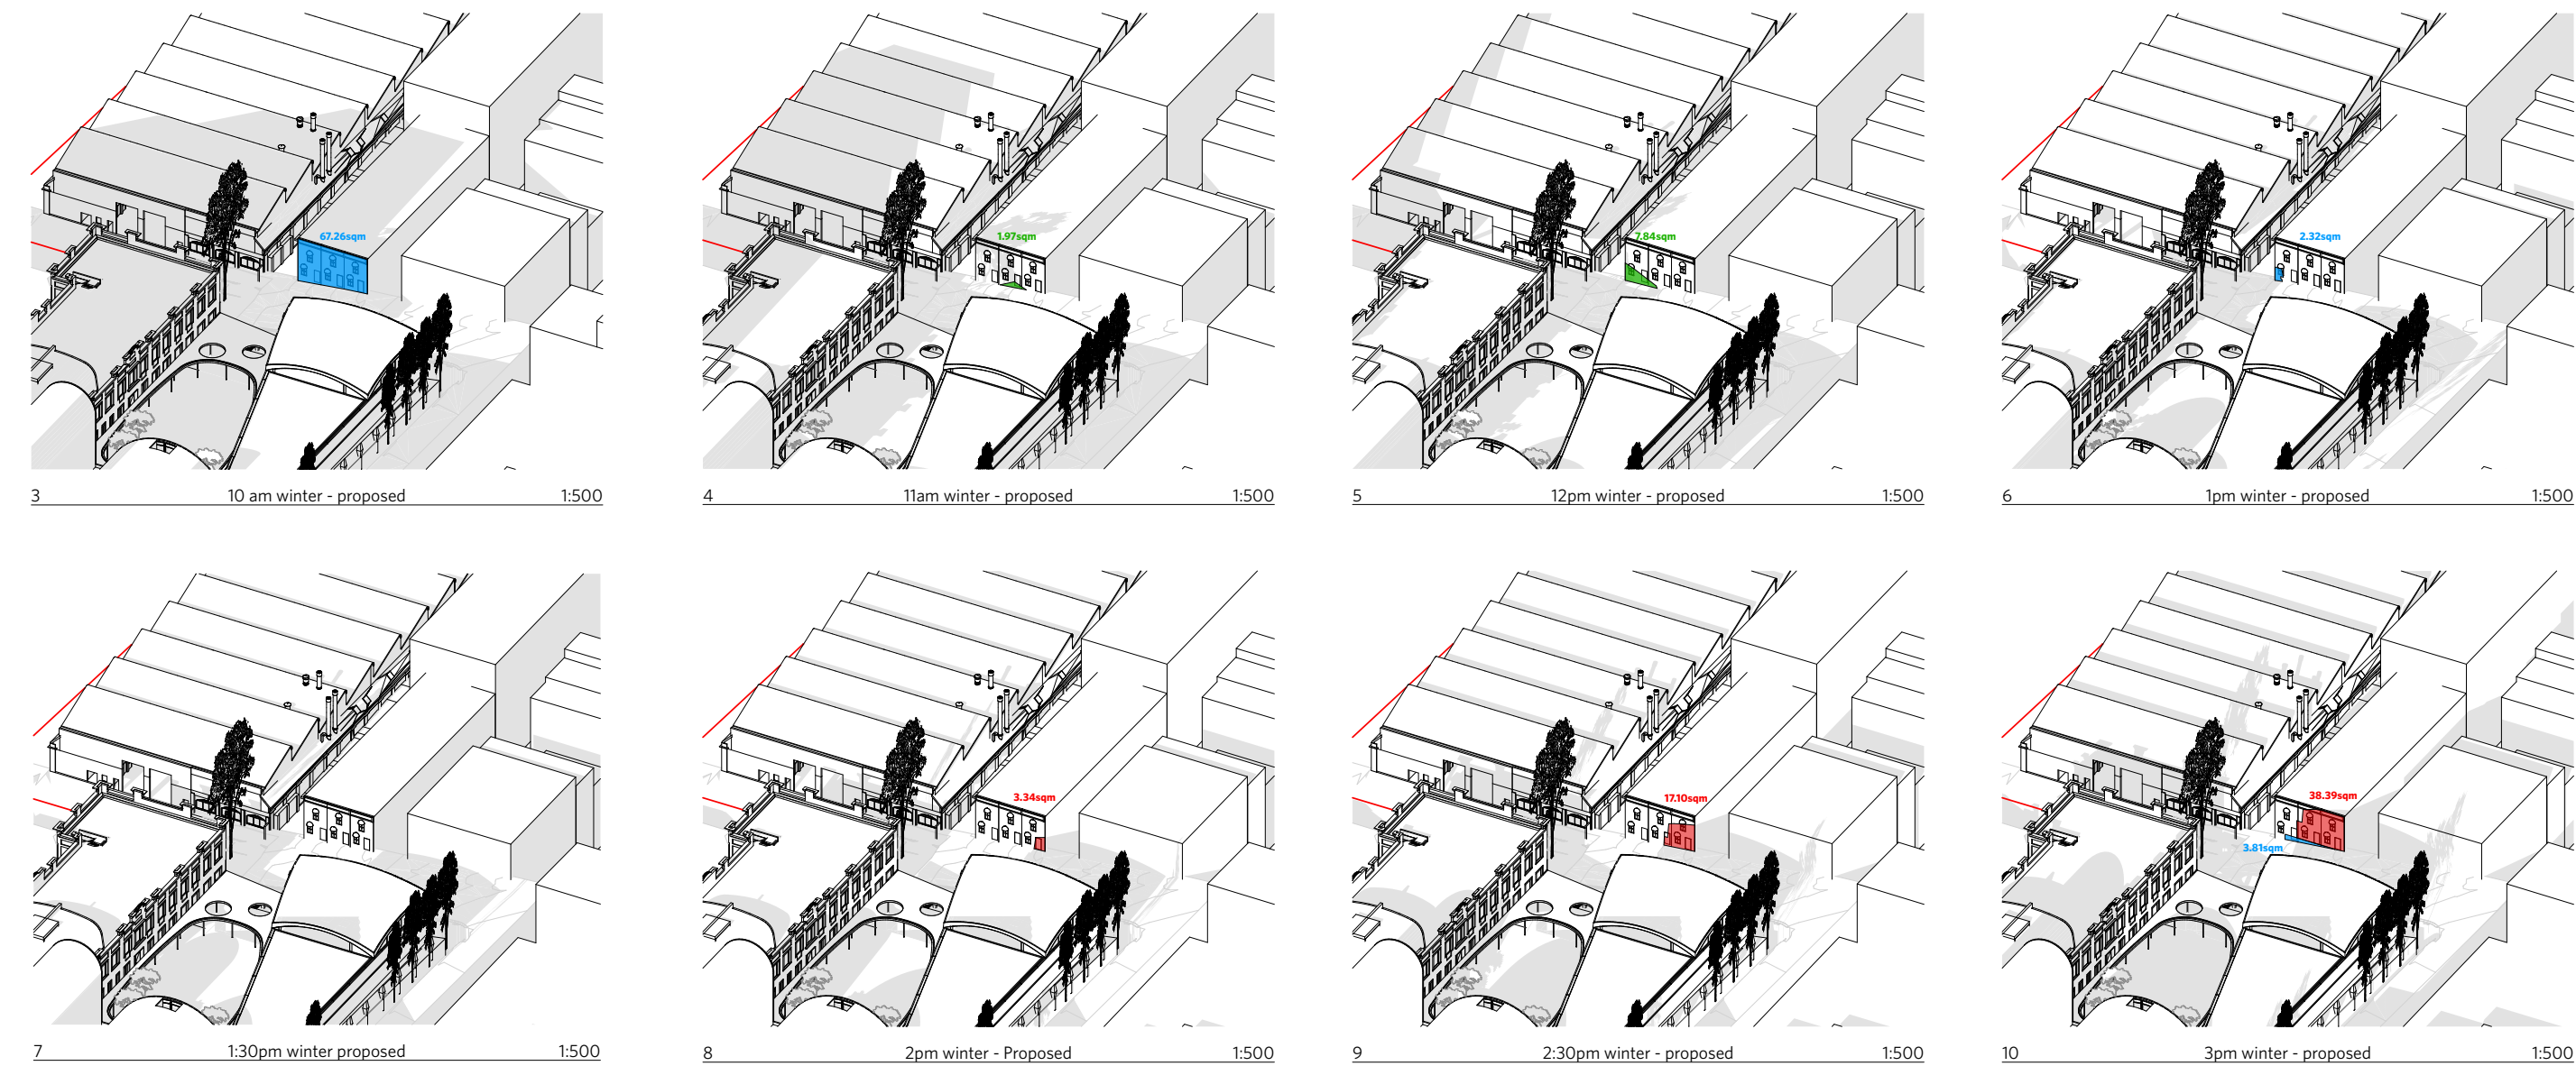 67.26sqm
1.97sqm
7.84sqm
2.32sqm
3 10 am winter - proposed 1:500
4 11am winter - proposed 1:500
5 12pm winter - proposed 1:500
6 1pm winter - proposed 1:500
3.34sqm
17.10sqm
38.39sqm
3.81sqm
7 1:30pm winter proposed 1:500
8 2pm winter - Proposed 1:500
9 2:30pm winter - proposed 1:500
10 3pm winter - proposed 1:500